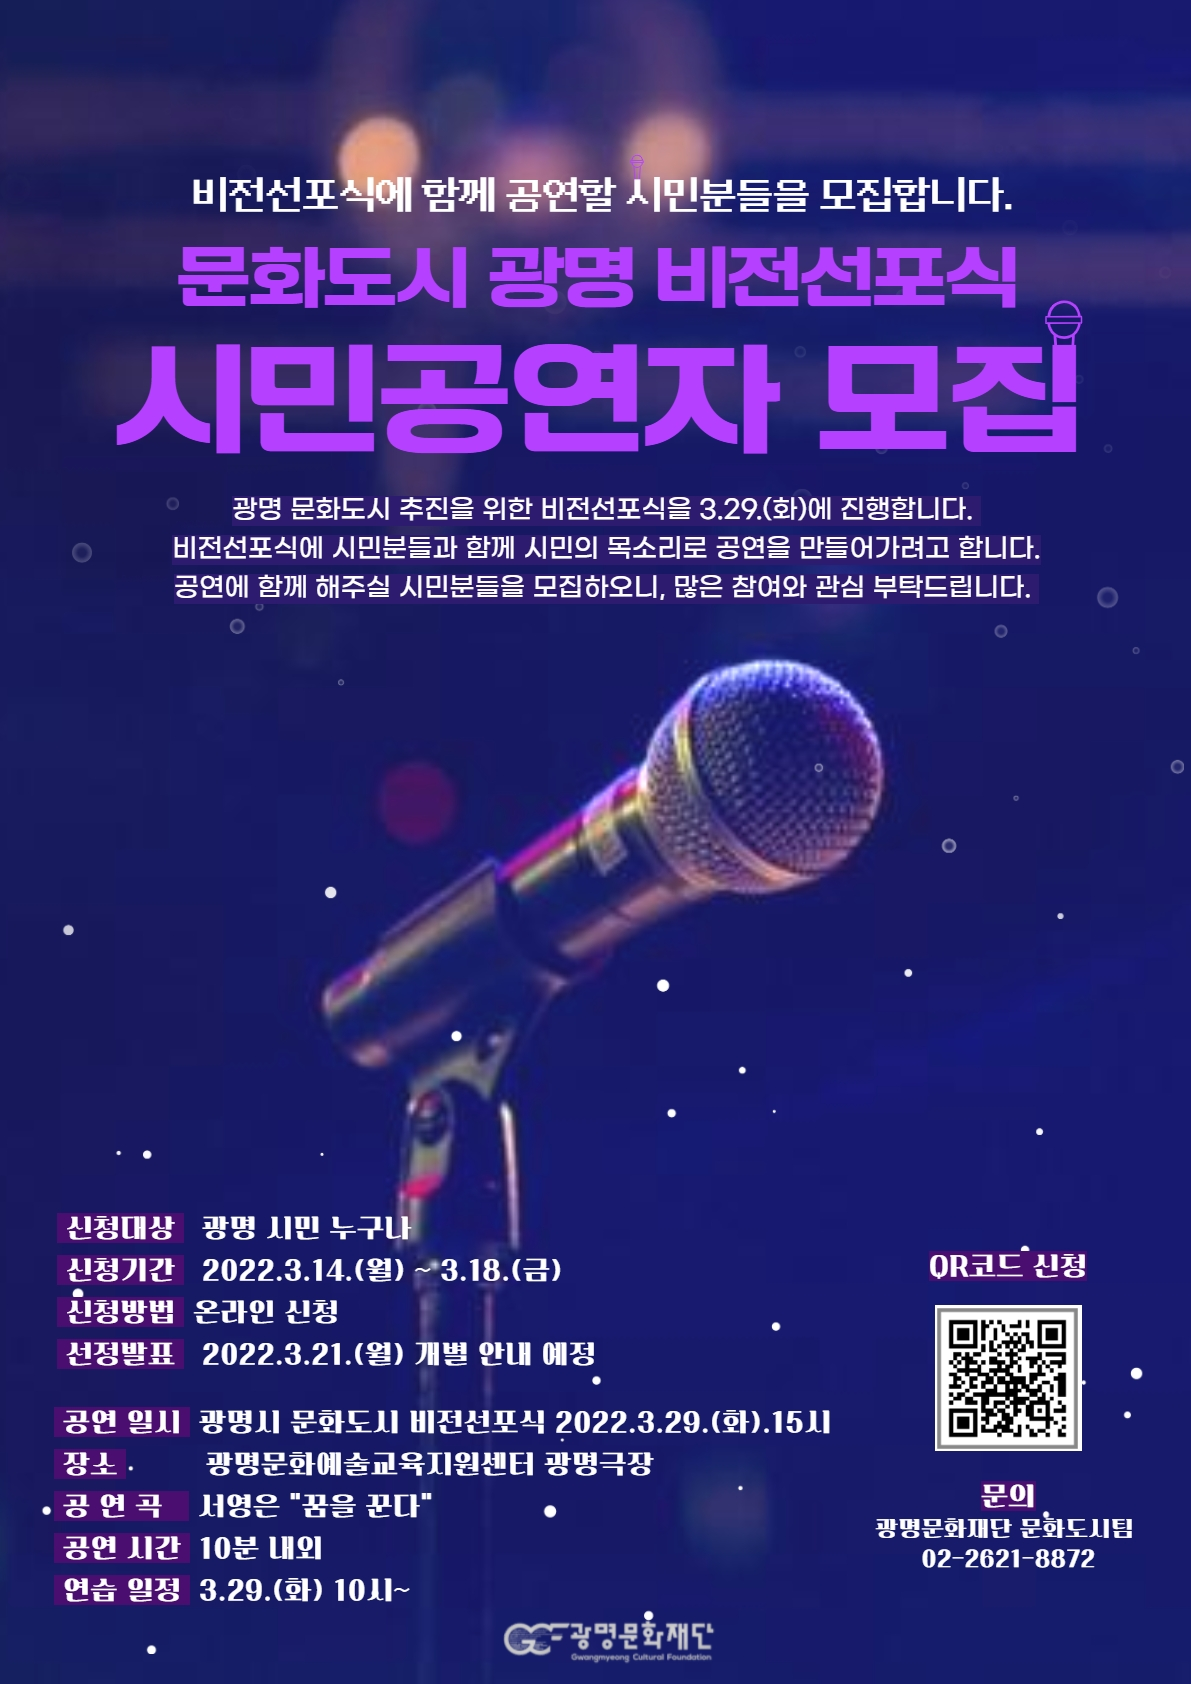 비전선포식에 함께 공연할 시민분들을 모집합니다.
문화도시 광명 비전선포식
시민공연자 모집
광명 문화도시 추진을 위한 비전선포식을 3.29.(화)에 진행합니다.
비전선포식에 시민분들과 함께 시민의 목소리로 공연을 만들어가려고 합니다.
공연에 함께 해주실 시민분들을 모집하오니, 많은 참여와 관심 부탁드립니다.
신청대상 광명 시민 누구나
신청기간 2022.3.14.(월) ~ 3.18.(금)
신청방법 온라인 신청
선정발표 2022.3.21.(월) 개별 안내 예정
공연 일시 광명시 문화도시 비전선포식 2022.3.29.(화).15시
장소 광명문화예술교육지원센터 광명극장
공 연 곡 서영은 "꿈을 꾼다"
공연 시간 10분 내외
연습 일정 3.29.(화) 10시~
QR코드 신청
문의
광명문화재단 문화도시팀
02-2621-8872
GCF 광명문화재단
Gwangmyeong Cultural Foundation